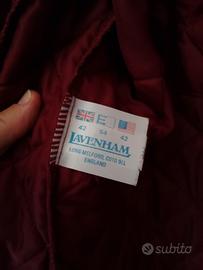 E
42 54 42
LAVENHAM
LONG MELFORD, CO10 9LL
ENGLAND
subito